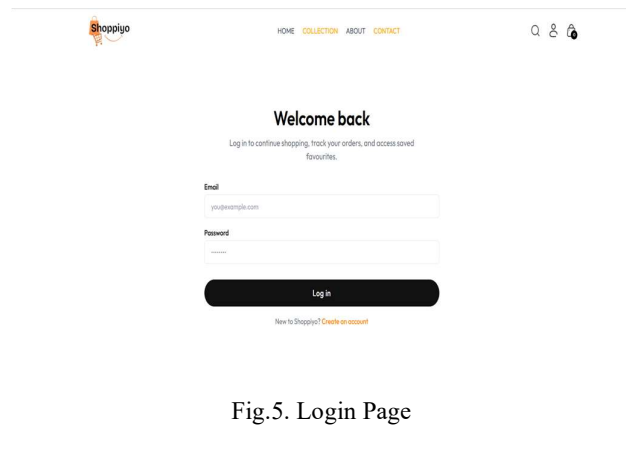 Shoppiyo
HOME COLLECTION ABOUT CONTACT
Welcome back
Log in to continue shopping, track your orders, and access saved
favourites.
Email
you@example.com
Password
········
Log in
New to Shoppiyo? Create an account
Fig.5. Login Page